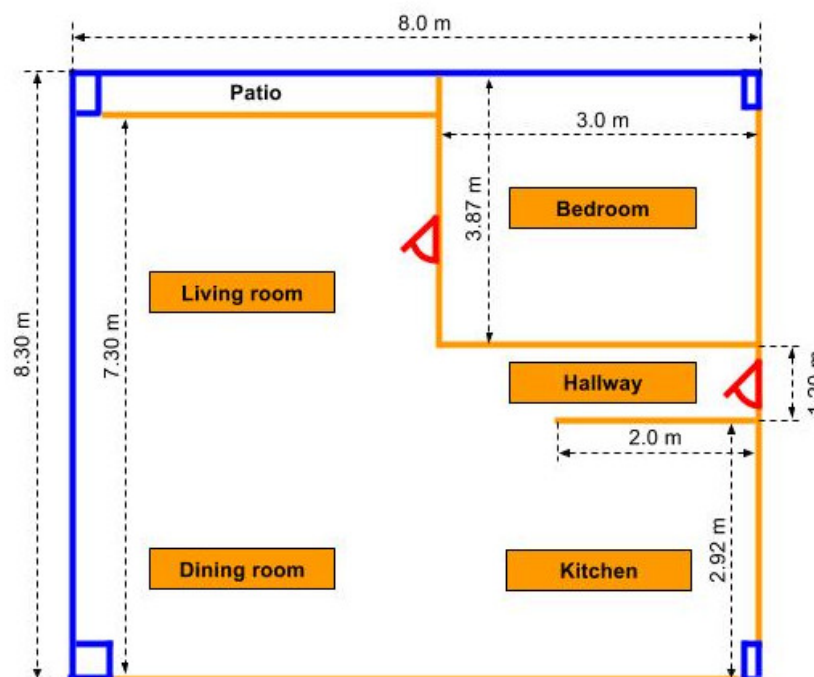 8.0 m
Patio
3.0 m
Bedroom
3.87 m
Living room
8.30 m
7.30 m
Hallway
2.0 m
2.92 m
Dining room
Kitchen